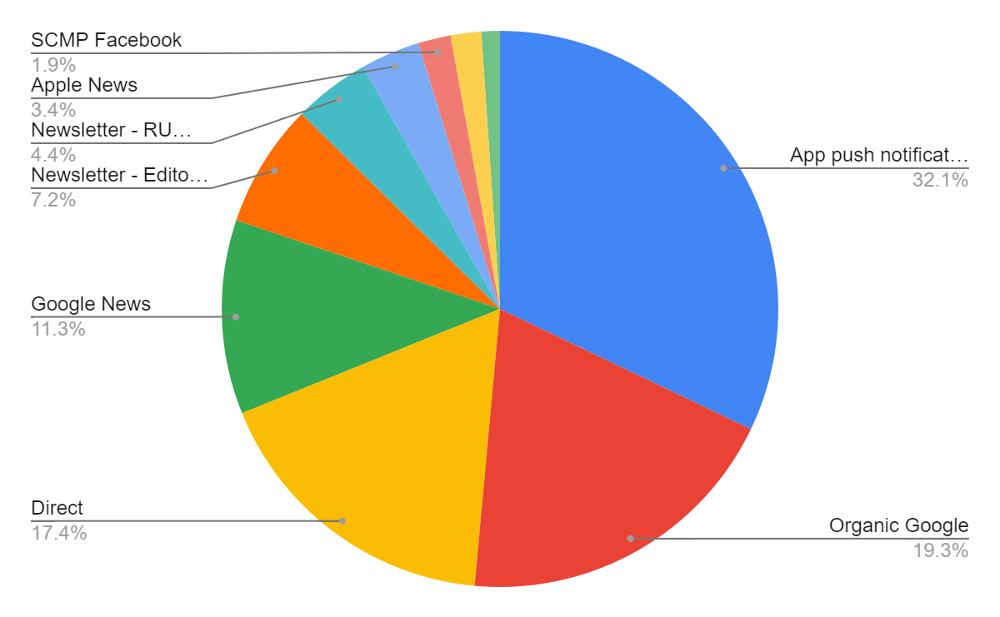 SCMP Facebook
1.9%
Apple News
3.4%
Newsletter - RU…
4.4%
Newsletter - Edito…
7.2%
Google News
11.3%
Direct
17.4%
App push notificat…
32.1%
Organic Google
19.3%